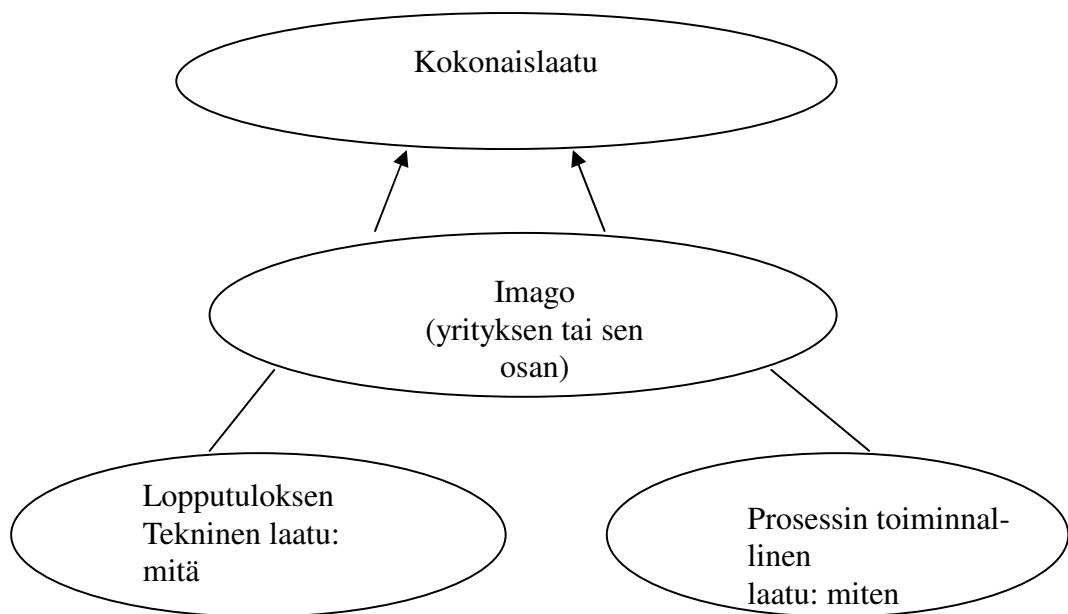 Kokonaislaatu
Imago
(yrityksen tai sen
osan)
Lopputuloksen
Tekninen laatu:
mitä
Prosessin toiminnal-
linen
laatu: miten